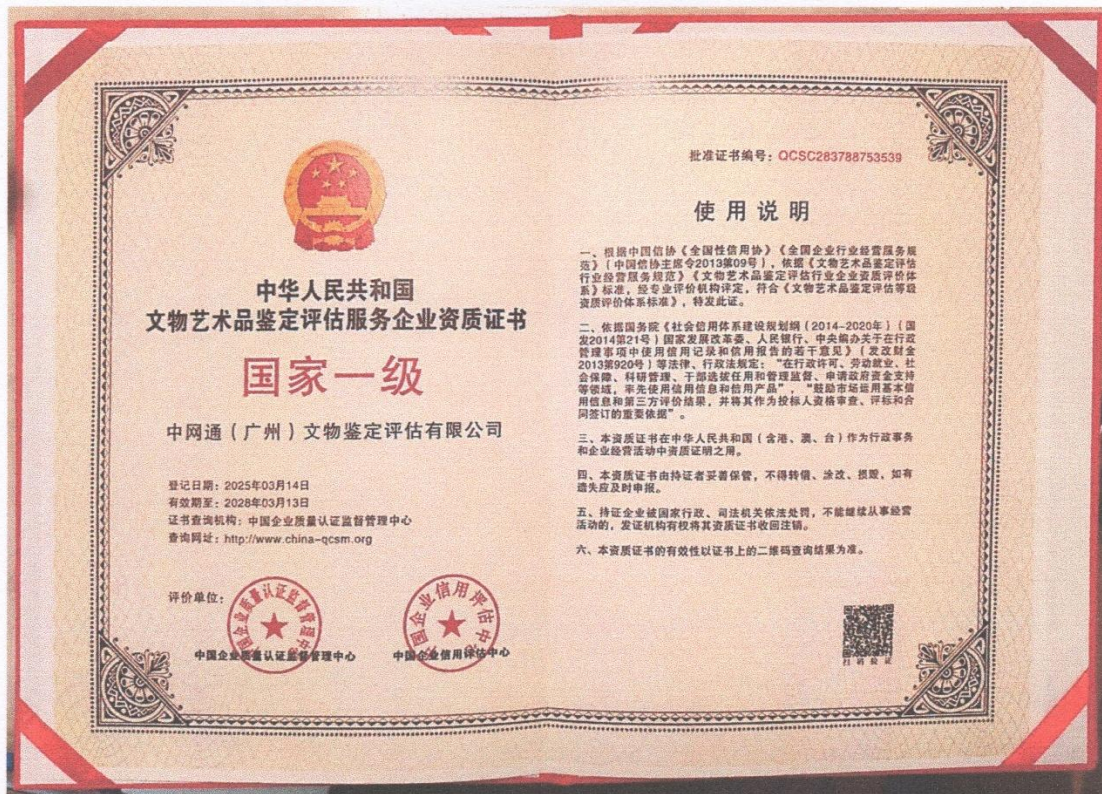 中华人民共和国
文物艺术品鉴定评估服务企业资质证书
国家一级
中网通（广州）文物鉴定评估有限公司
登记日期：2025年03月14日
有效期至：2028年03月13日
证书查询机构：中国企业质量认证监督管理中心
查询网址：http://www.china-qcsm.org
评价单位：
中国企业质量认证监督管理中心
中国企业信用评估中心
中国企业质量认证监督管理中心
中国企业信用评估中心
批准证书编号：QCSC283788753539
使用说明
一、根据中国信协《全国性信用协》《全国企业行业经营服务规
范》（中国信协主席令2013第09号），依据《文物艺术品鉴定评估
行业经营服务规范》《文物艺术品鉴定评估行业企业资质评价体
系》标准，经专业评价机构评定，符合《文物艺术品鉴定评估等级
资质评价体系标准》，特发此证。
二、依据国务院《社会信用体系建设规划纲（2014-2020年）（国
发2014第21号）国家发展改革委、人民银行、中央编办关于在行政
管理事项中使用信用记录和信用报告的若干意见》（发改财金
2013第920号）等法律、行政法规定：“在行政许可、劳动就业、社
会保障、科研管理、干部选拔任用和管理监督、申请政府资金支持
等领域，率先使用信用信息和信用产品”，“鼓励市场运用基本信
用信息和第三方评价结果，并将其作为投标人资格审查、评标和合
同签订的重要依据”。
三、本资质证书在中华人民共和国（含港、澳、台）作为行政事务
和企业经营活动中资质证明之用。
四、本资质证书由持证者妥善保管，不得转借、涂改、损毁，如有
遗失应及时申报。
五、持证企业被国家行政、司法机关依法处罚，不能继续从事经营
活动的，发证机构有权将其资质证书收回注销。
六、本资质证书的有效性以证书上的二维码查询结果为准。
扫码验证